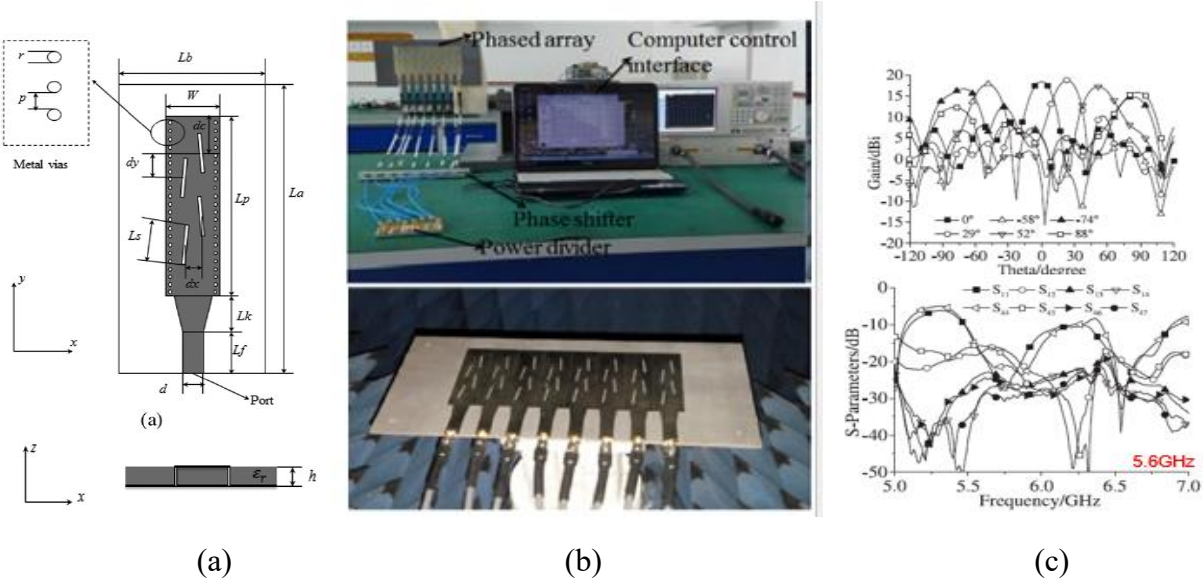 r
p
Metal vias
Lb
W
dc
dy
Lp
La
Ls
dx
Lk
Lf
d
Port
y
x
(a)
z
x
εr
h
(a)
Phased array
Computer control
interface
Phase shifter
Power divider
(b)
Gain/dBi
20
15
10
5
0
-5
10
15
20
0° -58° -74°
29° 52° 88°
-120 -90 -60 -30 0 30 60 90 120
Theta/degree
S-Parameters/dB
0
-10
-20
-30
-40
-50
S11 S12 S13 S14
S44 S45 S46 S47
5.6GHz
5.0 5.5 6.0 6.5 7.0
Frequency/GHz
(c)